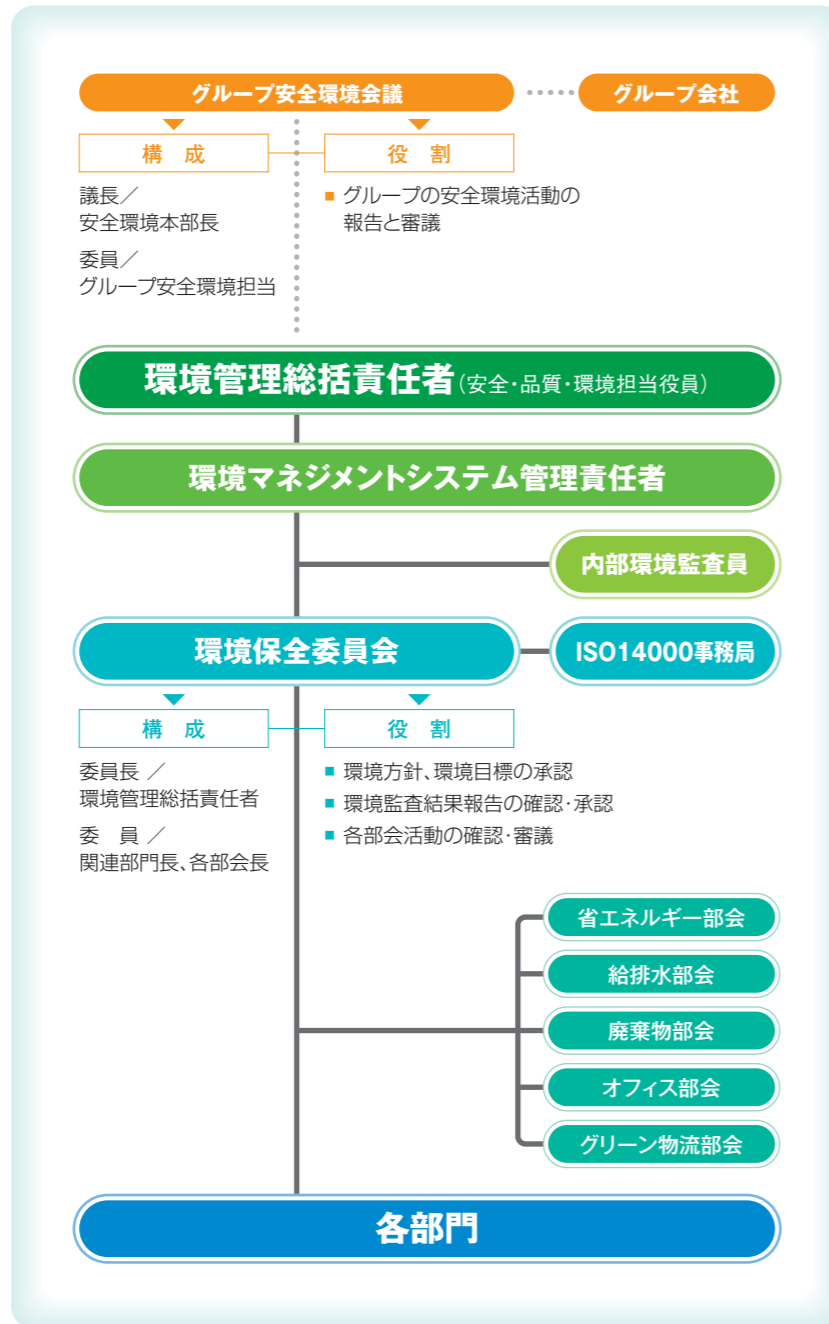 グループ安全環境会議
グループ会社
構 成
役 割
議長／
安全環境本部長
委員／
グループ安全環境担当
■ グループの安全環境活動の
報告と審議
環境管理総括責任者(安全・品質・環境担当役員)
環境マネジメントシステム管理責任者
内部環境監査員
環境保全委員会
ISO14000事務局
構 成
役 割
委員長 ／
環境管理総括責任者
委 員 ／
関連部門長、各部会長
■ 環境方針、環境目標の承認
■ 環境監査結果報告の確認・承認
■ 各部会活動の確認・審議
省エネルギー部会
給排水部会
廃棄物部会
オフィス部会
グリーン物流部会
各部門